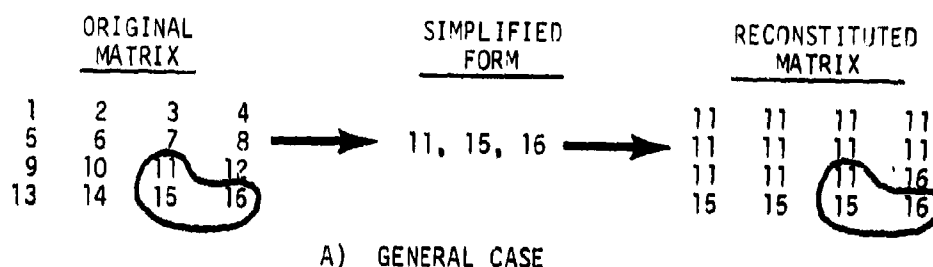 ORIGINAL MATRIX
SIMPLIFIED FORM
RECONSTITUTED MATRIX
1 2 3 4
5 6 7 8
9 10 11 12
13 14 15 16
11, 15, 16
11 11 11 11
11 11 11 11
11 11 11 16
15 15 15 16
A) GENERAL CASE